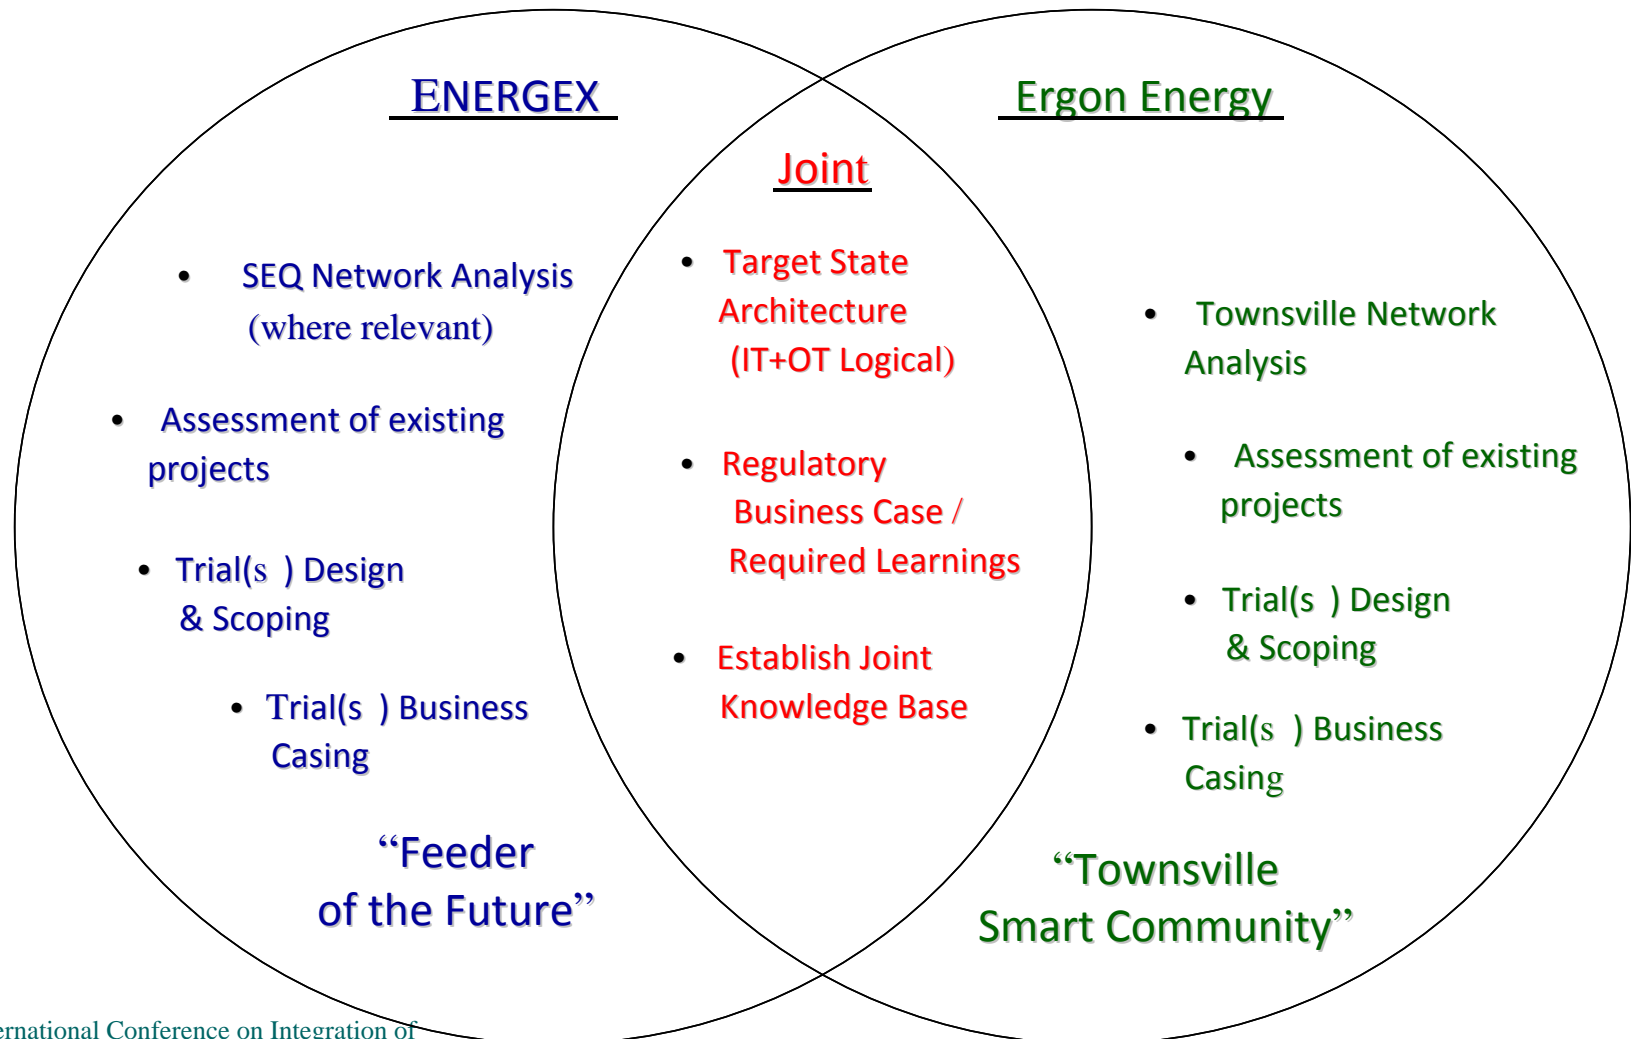 ENERGEX
• SEQ Network Analysis
(where relevant)
• Assessment of existing
projects
• Trial(s ) Design
& Scoping
• Trial(s ) Business
Casing
“Feeder
of the Future”
Joint
• Target State
Architecture
(IT+OT Logical)
• Regulatory
Business Case /
Required Learnings
• Establish Joint
Knowledge Base
Ergon Energy
• Townsville Network
Analysis
• Assessment of existing
projects
• Trial(s ) Design
& Scoping
• Trial(s ) Business
Casing
“Townsville
Smart Community”
Conference on Integration of